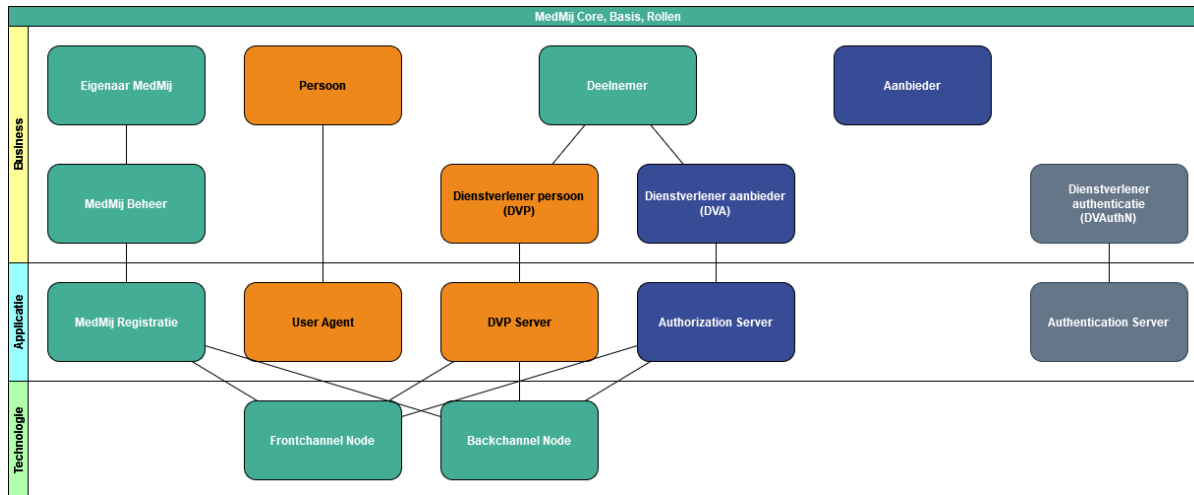 MedMij Core, Basis, Rollen
Business
Eigenaar MedMij
Persoon
Deelnemer
Aanbieder
MedMij Beheer
Dienstverlener persoon
(DVP)
Dienstverlener aanbieder
(DVA)
Dienstverlener
authenticatie
(DVAuthN)
Applicatie
MedMij Registratie
User Agent
DVP Server
Authorization Server
Authentication Server
Technologie
Frontchannel Node
Backchannel Node